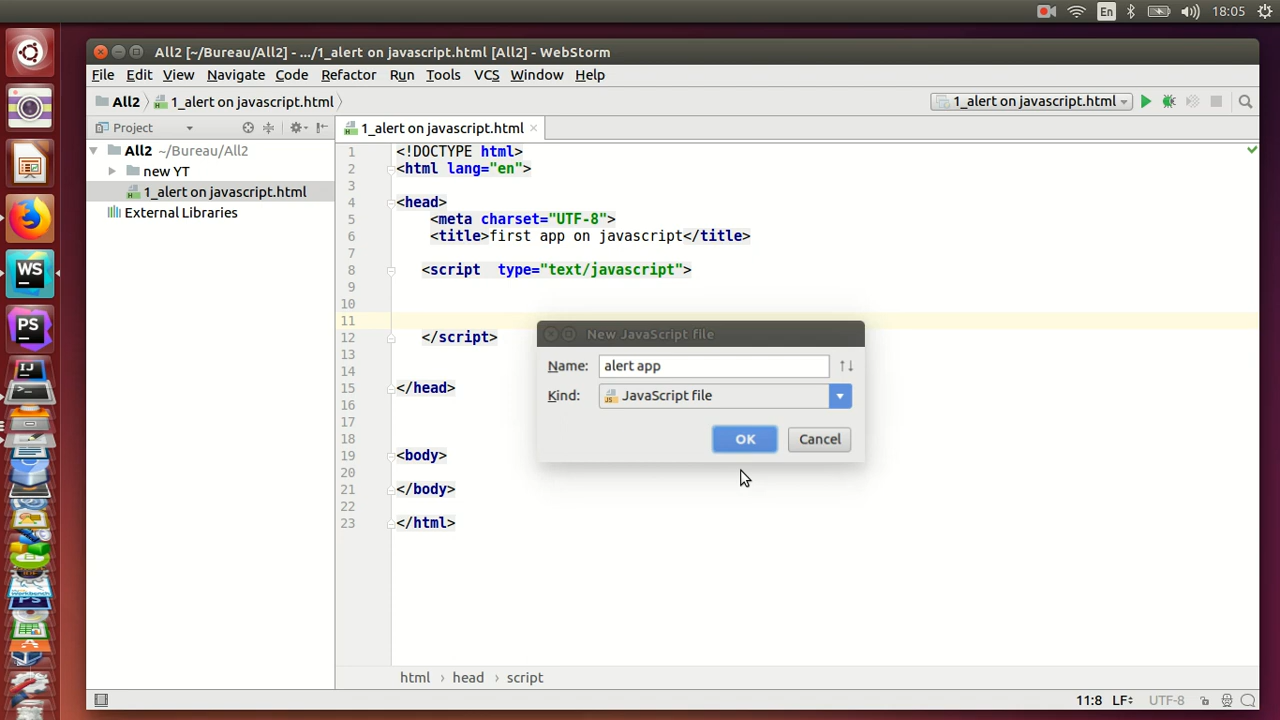 En
18:05
All2 [~/Bureau/All2] - .../1_alert on javascript.html [All2] - WebStorm
File Edit View Navigate Code Refactor Run Tools VCS Window Help
All2 1_alert on javascript.html
1_alert on javascript.html
Project
1_alert on javascript.html
All2 ~/Bureau/All2
new YT
1_alert on javascript.html
External Libraries
1 <!DOCTYPE html>
2 <html lang="en">
3
4 <head>
5 <meta charset="UTF-8">
6 <title>first app on javascript</title>
7
8 <script type="text/javascript">
9
10
11
12 </script>
13
14
15 </head>
16
17
18
19 <body>
20
21 </body>
22
23 </html>
New JavaScript file
Name: alert app
Kind: JavaScript file
OK Cancel
html › head › script
11:8 LF÷ UTF-8
WS
PS
IJ